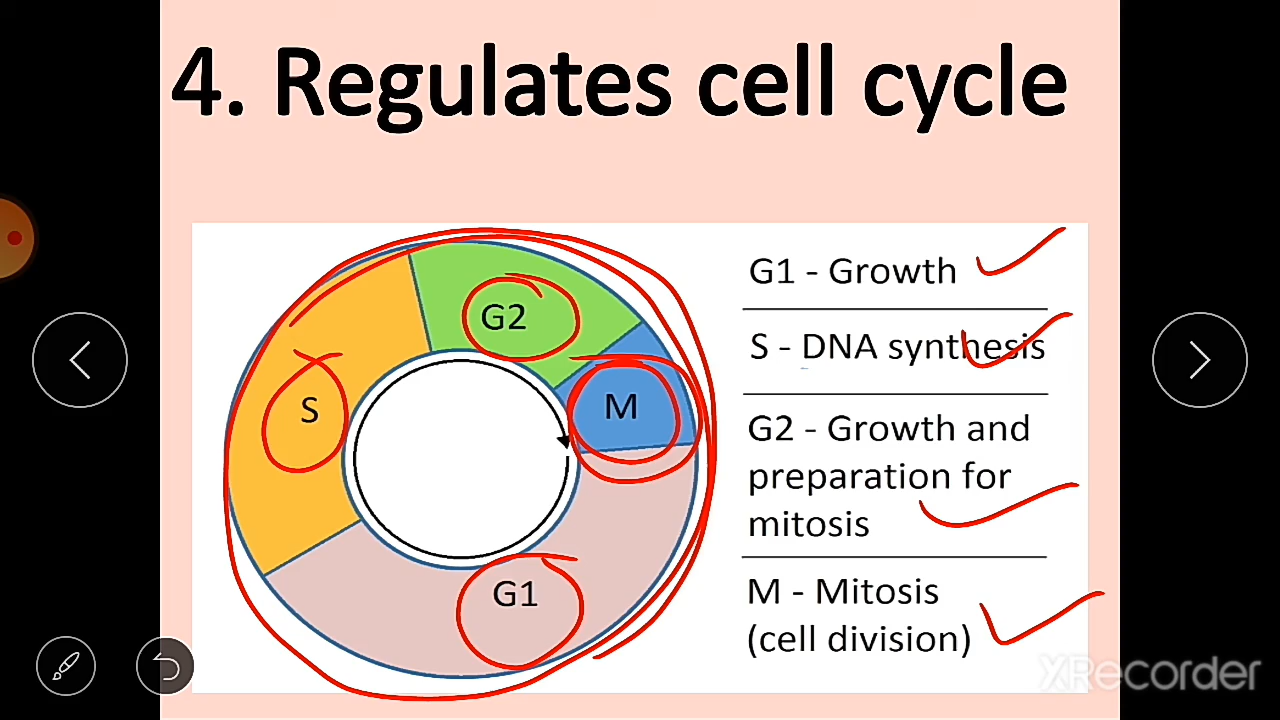 4. Regulates cell cycle
G2
S
M
G1
G1 - Growth
S - DNA synthesis
G2 - Growth and
preparation for
mitosis
M - Mitosis
(cell division)
XRecorder